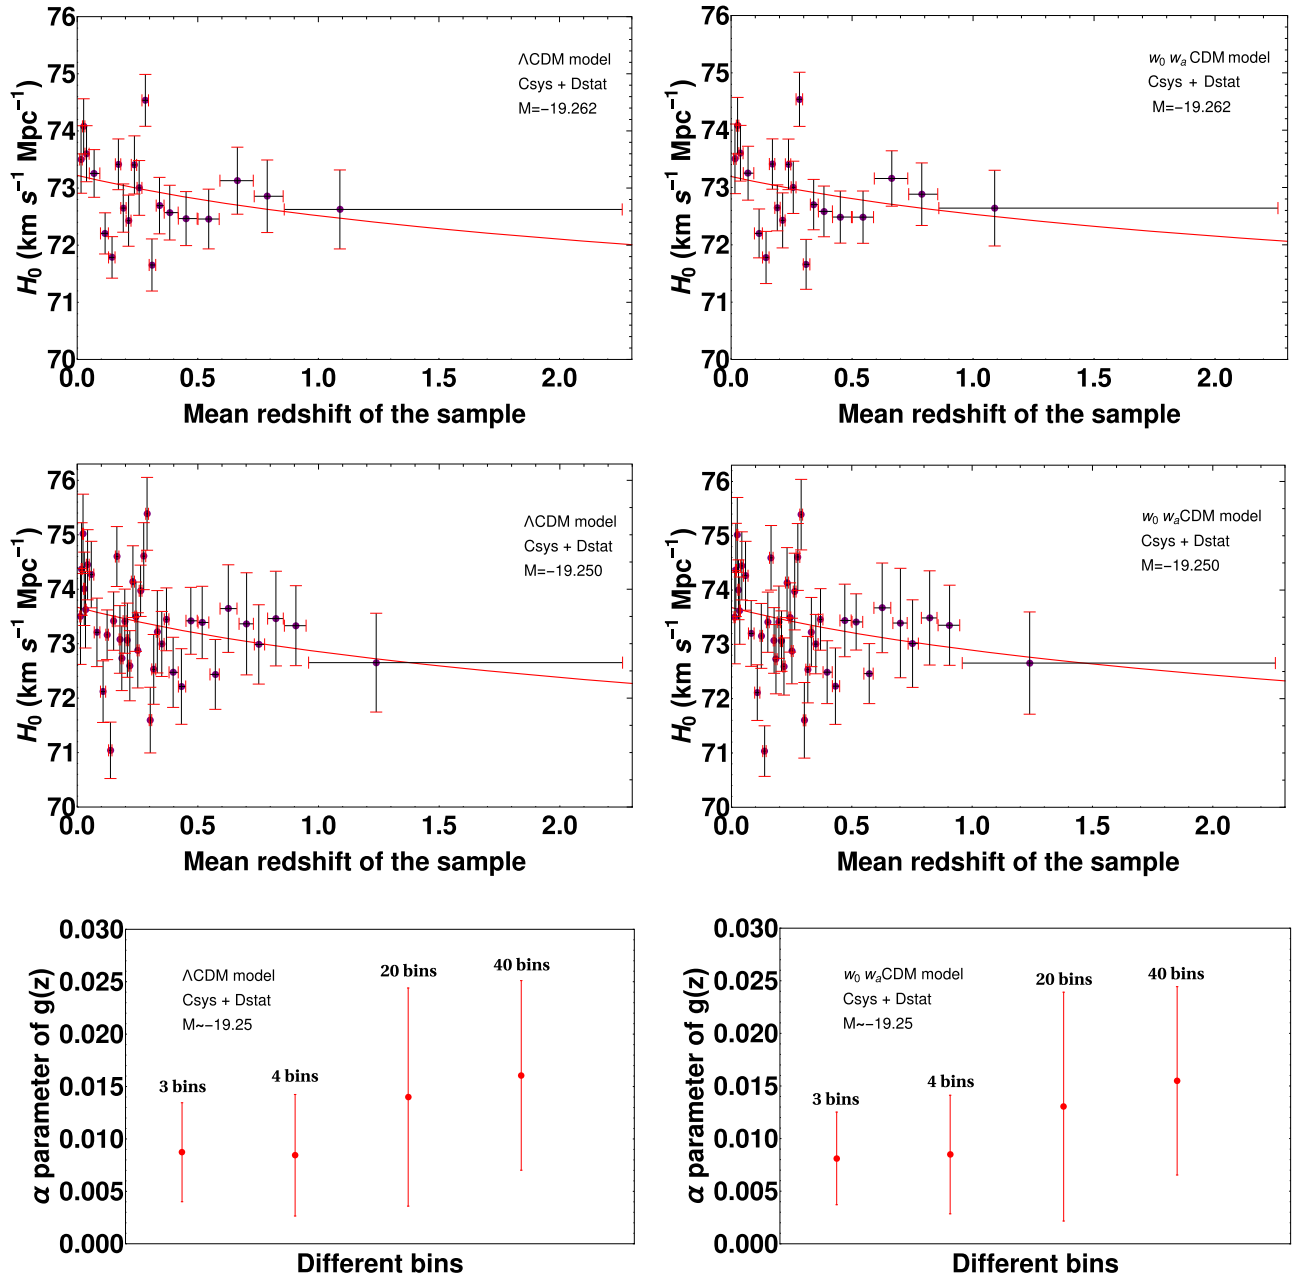 76
75
74
73
72
71
70
H₀ (km s⁻¹ Mpc⁻¹)
ΛCDM model
Csys + Dstat
M=−19.262
0.0 0.5 1.0 1.5 2.0
Mean redshift of the sample
76
75
74
73
72
71
70
H₀ (km s⁻¹ Mpc⁻¹)
w₀ wₐ CDM model
Csys + Dstat
M=−19.262
0.0 0.5 1.0 1.5 2.0
Mean redshift of the sample
76
75
74
73
72
71
70
H₀ (km s⁻¹ Mpc⁻¹)
ΛCDM model
Csys + Dstat
M=−19.250
0.0 0.5 1.0 1.5 2.0
Mean redshift of the sample
76
75
74
73
72
71
70
H₀ (km s⁻¹ Mpc⁻¹)
w₀ wₐCDM model
Csys + Dstat
M=−19.250
0.0 0.5 1.0 1.5 2.0
Mean redshift of the sample
0.030
0.025
0.020
0.015
0.010
0.005
0.000
α parameter of g(z)
ΛCDM model
Csys + Dstat
M~−19.25
3 bins
4 bins
20 bins
40 bins
Different bins
0.030
0.025
0.020
0.015
0.010
0.005
0.000
α parameter of g(z)
w₀ wₐCDM model
Csys + Dstat
M~−19.25
3 bins
4 bins
20 bins
40 bins
Different bins